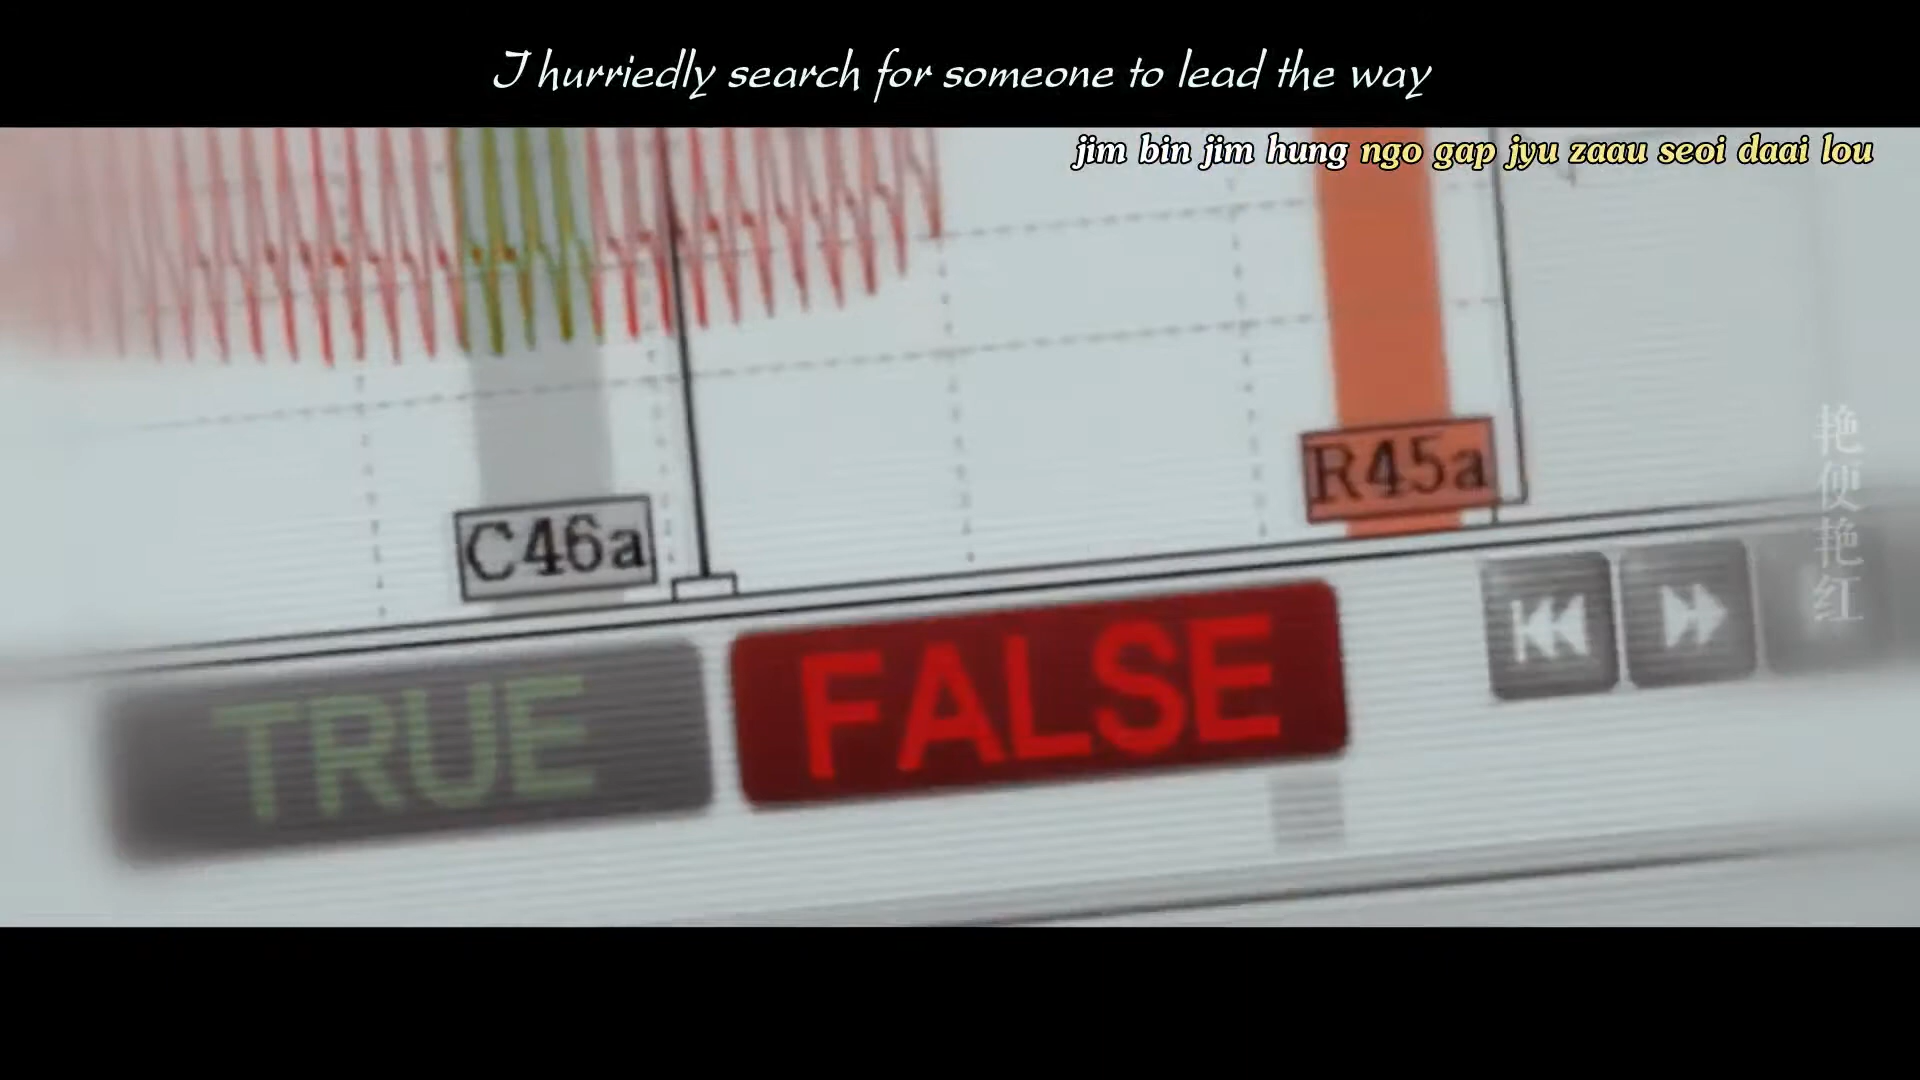 I hurriedly search for someone to lead the way
jim bin jim hung ngo gap jyu zaau seoi daai lou
R45a
C46a
TRUE
FALSE
艳便艳红